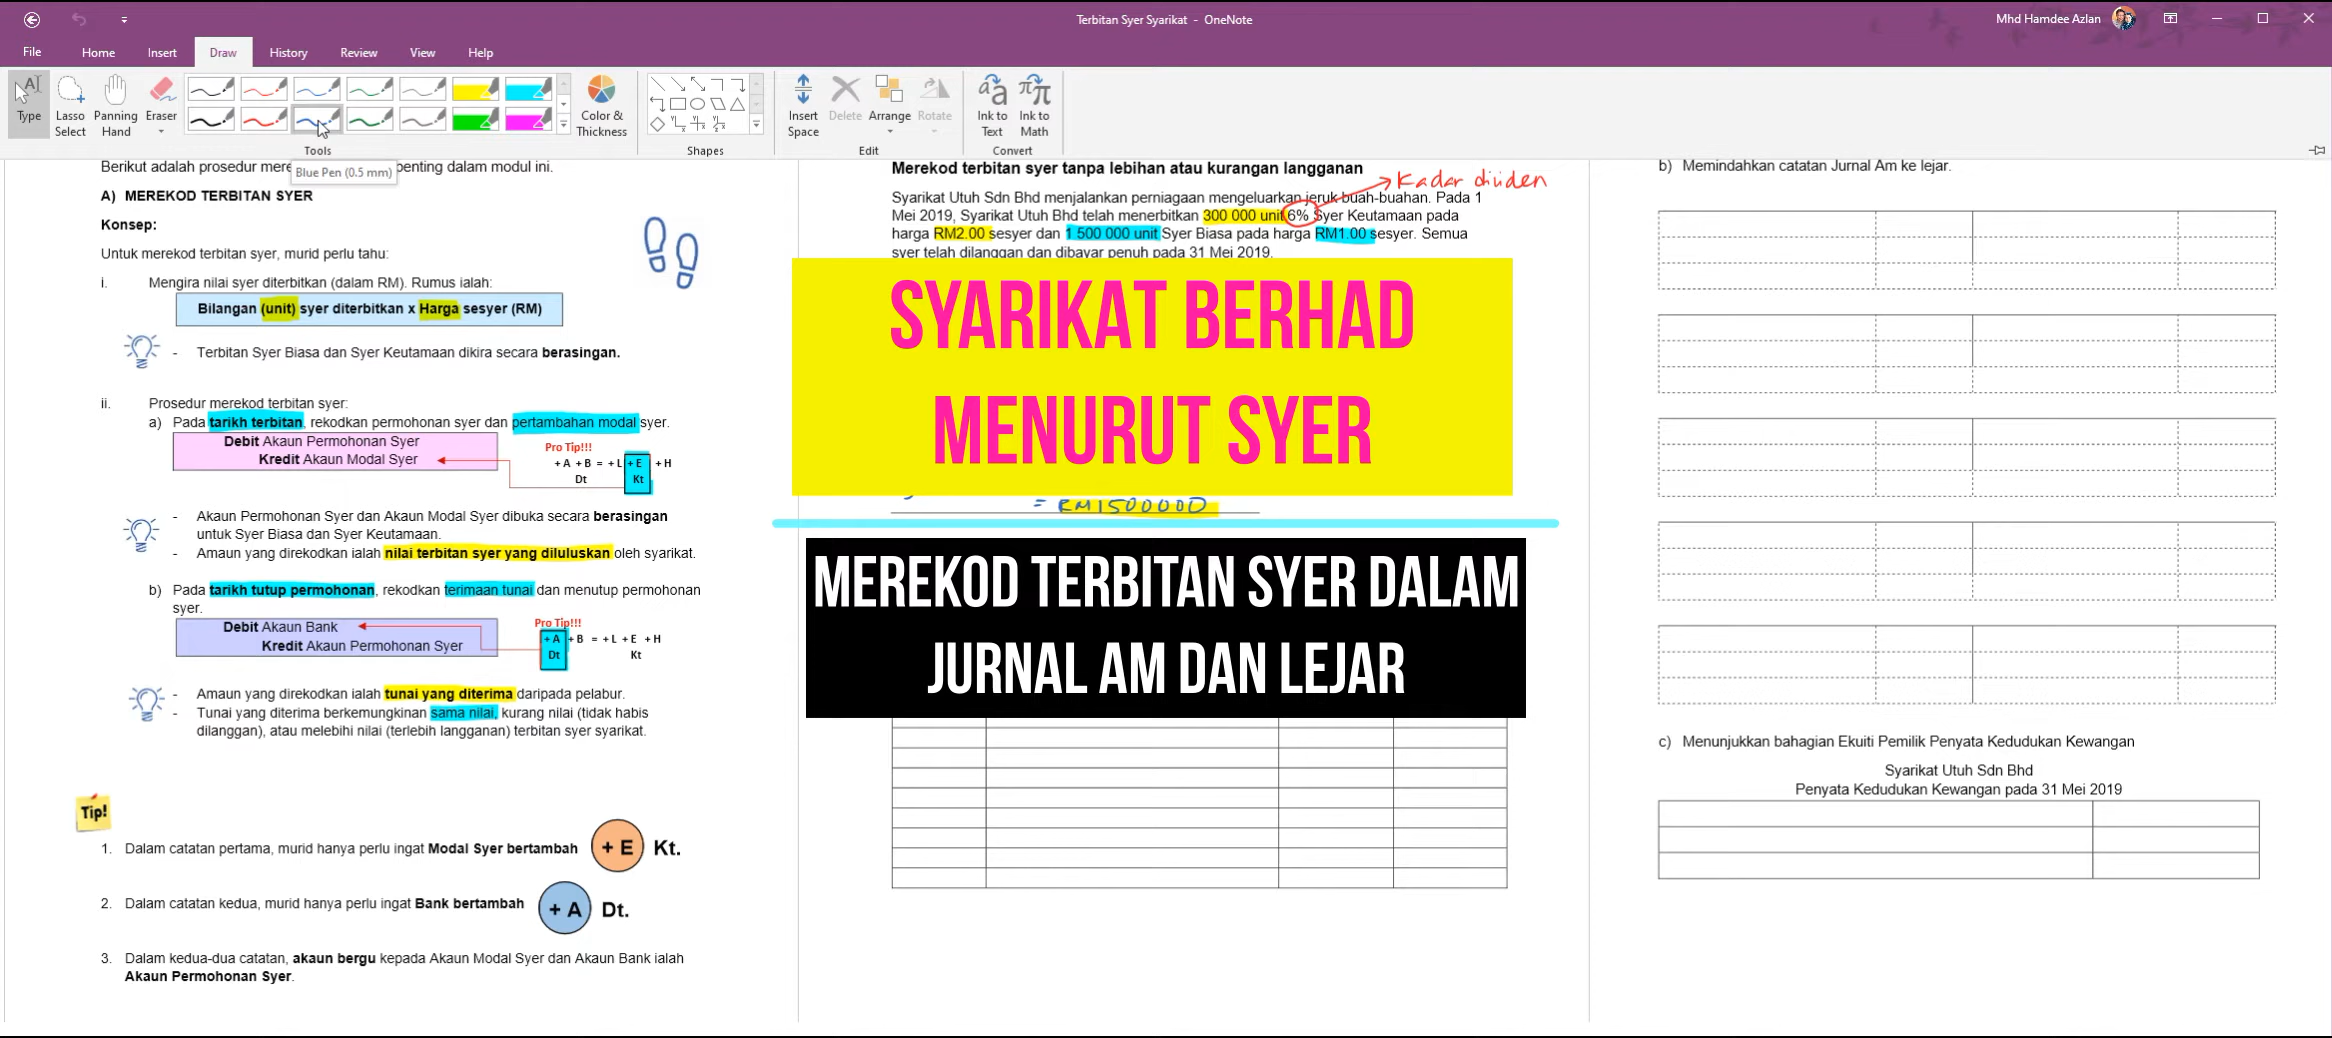 Terbitan Syer Syarikat - OneNote
Mhd Hamdee Azlan
File Home Insert Draw History Review View Help
Type
Lasso Select
Panning Hand
Eraser
Color & Thickness
Insert Space
Delete
Arrange
Rotate
Ink to Text
Ink to Math
Tools
Shapes
Edit
Convert
Blue Pen (0.5 mm)
Berikut adalah prosedur penting dalam modul ini.
A) MEREKOD TERBITAN SYER
Konsep:
Untuk merekod terbitan syer, murid perlu tahu:
i. Mengira nilai syer diterbitkan (dalam RM). Rumus ialah:
Bilangan (unit) syer diterbitkan x Harga sesyer (RM)
- Terbitan Syer Biasa dan Syer Keutamaan dikira secara berasingan.
ii. Prosedur merekod terbitan syer:
a) Pada tarikh terbitan, rekodkan permohonan syer dan pertambahan modal syer.
Debit Akaun Permohonan Syer
Kredit Akaun Modal Syer
Pro Tip!!!
+ A + B = + L + E + H
Dt Kt
- Akaun Permohonan Syer dan Akaun Modal Syer dibuka secara berasingan
untuk Syer Biasa dan Syer Keutamaan.
- Amaun yang direkodkan ialah nilai terbitan syer yang diluluskan oleh syarikat.
b) Pada tarikh tutup permohonan, rekodkan terimaan tunai dan menutup permohonan
syer.
Debit Akaun Bank
Kredit Akaun Permohonan Syer
Pro Tip!!!
+ A + B = + L + E + H
Dt Kt
- Amaun yang direkodkan ialah tunai yang diterima daripada pelabur.
- Tunai yang diterima berkemungkinan sama nilai, kurang nilai (tidak habis
dilanggan), atau melebihi nilai (terlebih langganan) terbitan syer syarikat.
Tip!
1. Dalam catatan pertama, murid hanya perlu ingat Modal Syer bertambah + E Kt.
2. Dalam catatan kedua, murid hanya perlu ingat Bank bertambah + A Dt.
3. Dalam kedua-dua catatan, akaun bergu kepada Akaun Modal Syer dan Akaun Bank ialah
Akaun Permohonan Syer.
Merekod terbitan syer tanpa lebihan atau kurangan langganan
Kadar dividen
Syarikat Utuh Sdn Bhd menjalankan perniagaan mengeluarkan jeruk buah-buahan. Pada 1
Mei 2019, Syarikat Utuh Bhd telah menerbitkan 300 000 unit 6% Syer Keutamaan pada
harga RM2.00 sesyer dan 1 500 000 unit Syer Biasa pada harga RM1.00 sesyer. Semua
syer telah dilanggan dan dibayar penuh pada 31 Mei 2019.
SYARIKAT BERHAD
MENURUT SYER
= RM1500000
MEREKOD TERBITAN SYER DALAM
JURNAL AM DAN LEJAR
b) Memindahkan catatan Jurnal Am ke lejar.
c) Menunjukkan bahagian Ekuiti Pemilik Penyata Kedudukan Kewangan
Syarikat Utuh Sdn Bhd
Penyata Kedudukan Kewangan pada 31 Mei 2019